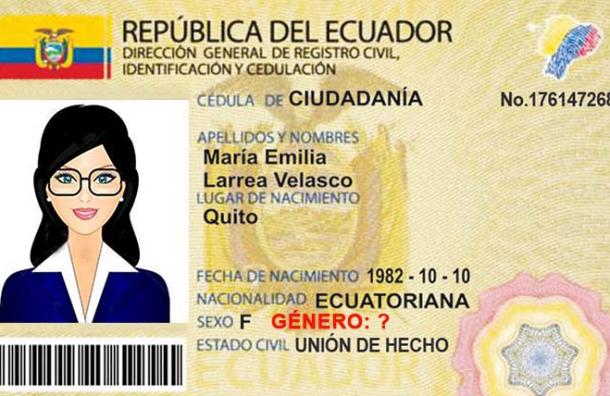 REPÚBLICA DEL ECUADOR
DIRECCIÓN GENERAL DE REGISTRO CIVIL,
IDENTIFICACIÓN Y CEDULACIÓN
CÉDULA DE CIUDADANÍA No.176147268
APELLIDOS Y NOMBRES
María Emilia
Larrea Velasco
LUGAR DE NACIMIENTO
Quito
FECHA DE NACIMIENTO 1982 - 10 - 10
NACIONALIDAD ECUATORIANA
SEXO F GÉNERO: ?
ESTADO CIVIL UNIÓN DE HECHO
ECUADOR